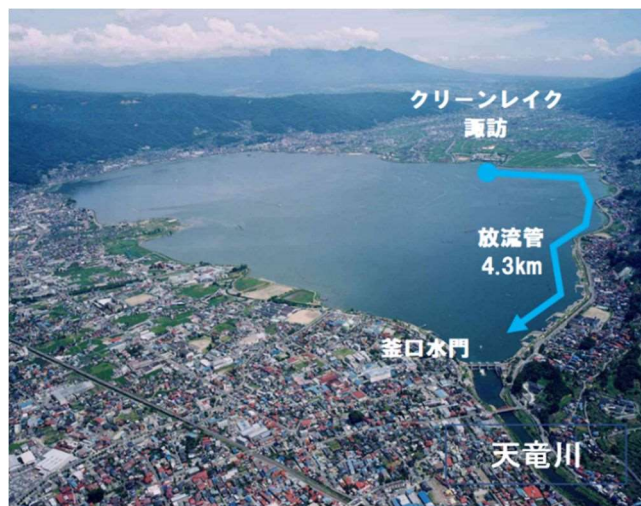 クリーンレイク
諏訪
放流管
4.3km
釜口水門
天竜川